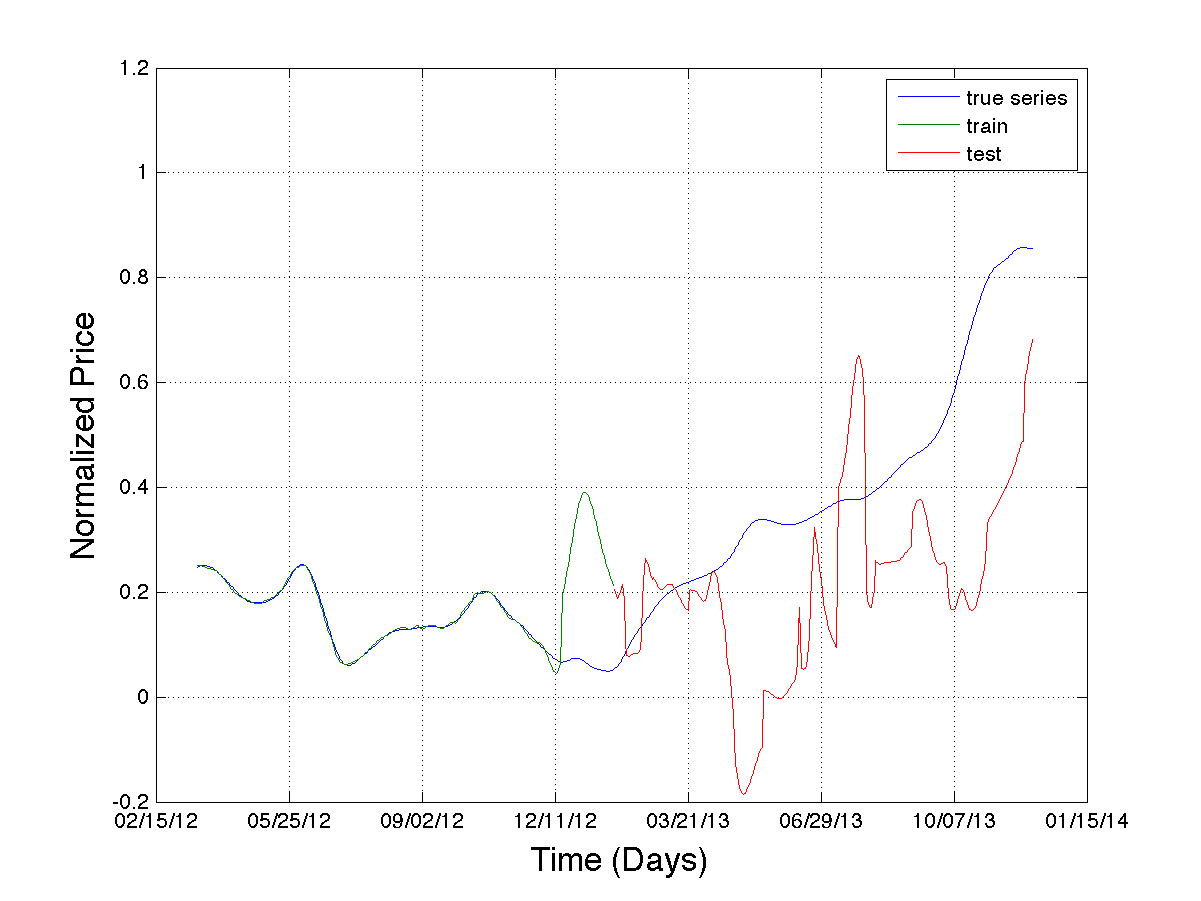 1.2
1
0.8
0.6
0.4
0.2
0
-0.2
Normalized Price
true series
train
test
02/15/12 05/25/12 09/02/12 12/11/12 03/21/13 06/29/13 10/07/13 01/15/14
Time (Days)